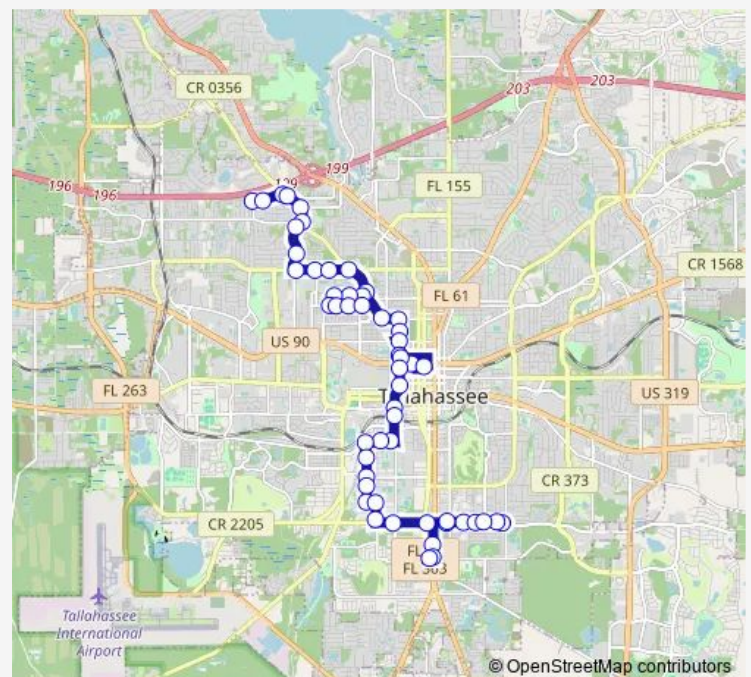 CR 0356
203
203
199
196
196
FL 155
CR 1568
FL 61
US 90
FL 263
Tallahassee
US 319
CR 373
CR 2205
FL 363
Tallahassee
International
Airport
© OpenStreetMap contributors